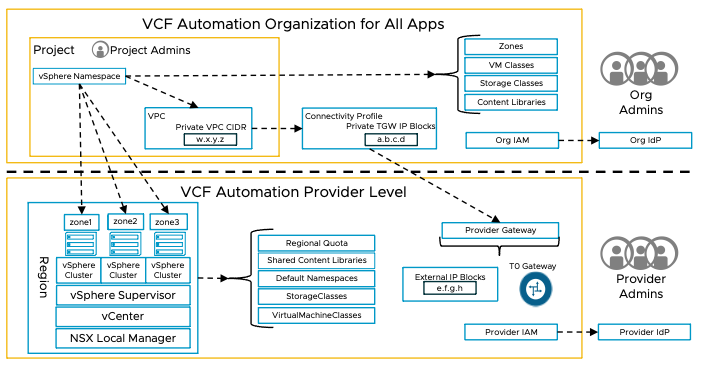 VCF Automation Organization for All Apps
Project
Project Admins
vSphere Namespace
VPC
Private VPC CIDR
w.x.y.z
Connectivity Profile
Private TGW IP Blocks
a.b.c.d
Zones
VM Classes
Storage Classes
Content Libraries
Org IAM
Org IdP
Org
Admins
VCF Automation Provider Level
Region
zone1
zone2
zone3
vSphere
Cluster
vSphere
Cluster
vSphere
Cluster
vSphere Supervisor
vCenter
NSX Local Manager
Regional Quota
Shared Content Libraries
Default Namespaces
StorageClasses
VirtualMachineClasses
Provider Gateway
External IP Blocks
e.f.g.h
T0 Gateway
Provider IAM
Provider IdP
Provider
Admins